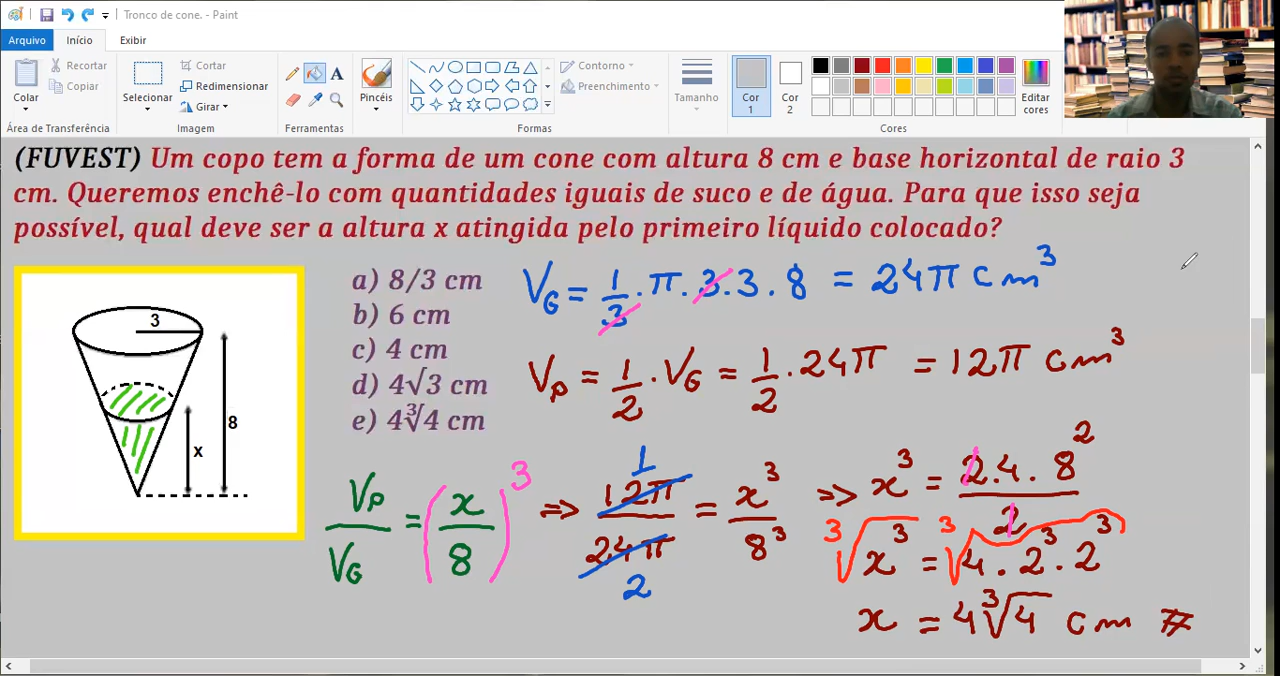 Tronco de cone. - Paint
Arquivo Início Exibir
Colar
Recortar
Copiar
Área de Transferência
Selecionar
Cortar
Redimensionar
Girar
Imagem
A
Ferramentas
Pincéis
Contorno
Preenchimento
Formas
Tamanho
Cor 1
Cor 2
Editar cores
Cores
(FUVEST) Um copo tem a forma de um cone com altura 8 cm e base horizontal de raio 3
cm. Queremos enchê-lo com quantidades iguais de suco e de água. Para que isso seja
possível, qual deve ser a altura x atingida pelo primeiro líquido colocado?
3
8
x
a) 8/3 cm
b) 6 cm
c) 4 cm
d) 4√3 cm
e) 4∛4 cm
V_G = 1/3 . π . 3 . 3 . 8 = 24π cm³
V_P = 1/2 . V_G = 1/2 . 24π = 12π cm³
V_P/V_G = (x/8)³ => 12π/24π = x³/8³ => x³ = 2.4.8²/2
1
2
∛x³ = ∛4.2³.2³
x = 4∛4 cm #